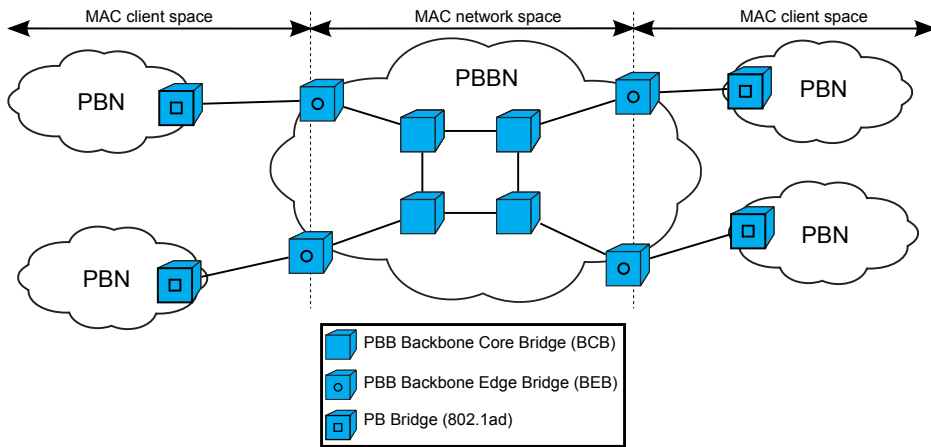 MAC client space
MAC network space
MAC client space
PBN
PBBN
PBN
PBN
PBN
PBB Backbone Core Bridge (BCB)
PBB Backbone Edge Bridge (BEB)
PB Bridge (802.1ad)